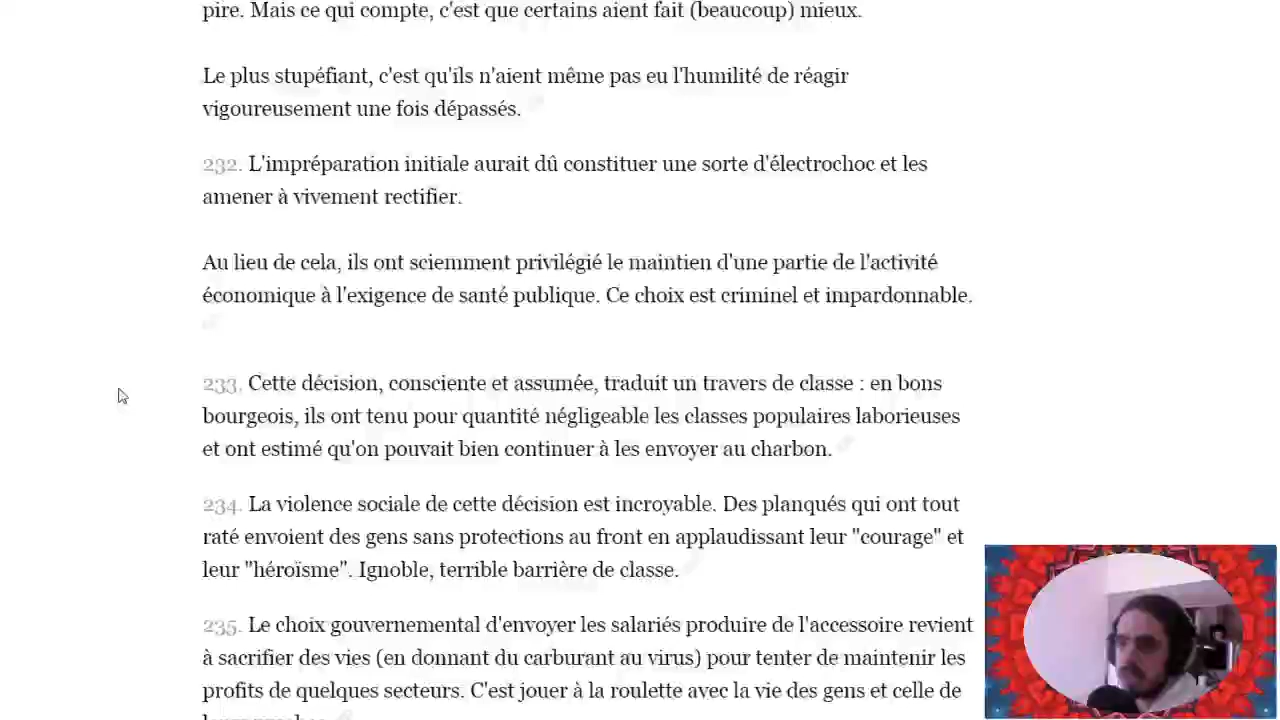 pire. Mais ce qui compte, c'est que certains aient fait (beaucoup) mieux.
Le plus stupéfiant, c'est qu'ils n'aient même pas eu l'humilité de réagir
vigoureusement une fois dépassés.
232. L'impréparation initiale aurait dû constituer une sorte d'électrochoc et les
amener à vivement rectifier.
Au lieu de cela, ils ont sciemment privilégié le maintien d'une partie de l'activité
économique à l'exigence de santé publique. Ce choix est criminel et impardonnable.
233. Cette décision, consciente et assumée, traduit un travers de classe : en bons
bourgeois, ils ont tenu pour quantité négligeable les classes populaires laborieuses
et ont estimé qu'on pouvait bien continuer à les envoyer au charbon.
234. La violence sociale de cette décision est incroyable. Des planqués qui ont tout
raté envoient des gens sans protections au front en applaudissant leur "courage" et
leur "héroïsme". Ignoble, terrible barrière de classe.
235. Le choix gouvernemental d'envoyer les salariés produire de l'accessoire revient
à sacrifier des vies (en donnant du carburant au virus) pour tenter de maintenir les
profits de quelques secteurs. C'est jouer à la roulette avec la vie des gens et celle de